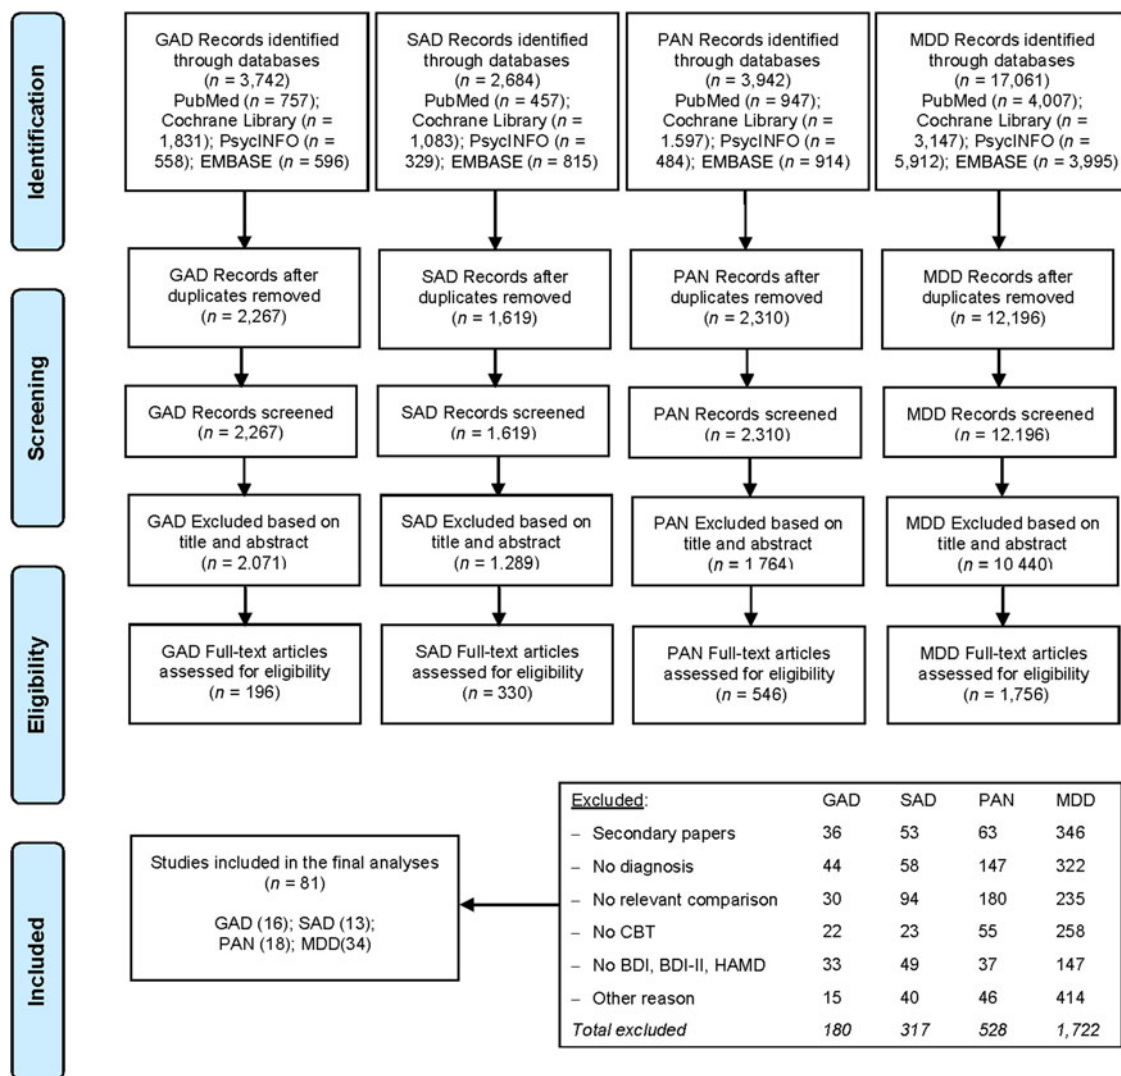 Identification
GAD Records identified
through databases
(n = 3,742)
PubMed (n = 757);
Cochrane Library (n =
1,831); PsycINFO (n =
558); EMBASE (n = 596)
SAD Records identified
through databases
(n = 2,684)
PubMed (n = 457);
Cochrane Library (n =
1,083); PsycINFO (n =
329); EMBASE (n = 815)
PAN Records identified
through databases
(n = 3,942)
PubMed (n = 947);
Cochrane Library (n =
1.597); PsycINFO (n =
484); EMBASE (n = 914)
MDD Records identified
through databases
(n = 17,061)
PubMed (n = 4,007);
Cochrane Library (n =
3,147); PsycINFO (n =
5,912); EMBASE (n = 3,995)
GAD Records after
duplicates removed
(n = 2,267)
SAD Records after
duplicates removed
(n = 1,619)
PAN Records after
duplicates removed
(n = 2,310)
MDD Records after
duplicates removed
(n = 12,196)
Screening
GAD Records screened
(n = 2,267)
SAD Records screened
(n = 1.619)
PAN Records screened
(n = 2,310)
MDD Records screened
(n = 12.196)
GAD Excluded based on
title and abstract
(n = 2.071)
SAD Excluded based on
title and abstract
(n = 1.289)
PAN Excluded based on
title and abstract
(n = 1 764)
MDD Excluded based on
title and abstract
(n = 10 440)
Eligibility
GAD Full-text articles
assessed for eligibility
(n = 196)
SAD Full-text articles
assessed for eligibility
(n = 330)
PAN Full-text articles
assessed for eligibility
(n = 546)
MDD Full-text articles
assessed for eligibility
(n = 1,756)
Included
Studies included in the final analyses
(n = 81)
GAD (16); SAD (13);
PAN (18); MDD(34)
Excluded: GAD SAD PAN MDD
– Secondary papers 36 53 63 346
– No diagnosis 44 58 147 322
– No relevant comparison 30 94 180 235
– No CBT 22 23 55 258
– No BDI, BDI-II, HAMD 33 49 37 147
– Other reason 15 40 46 414
Total excluded 180 317 528 1,722